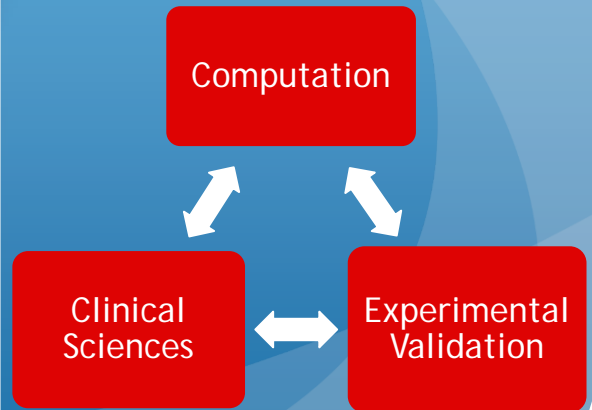 Computation
Clinical
Sciences
Experimental
Validation